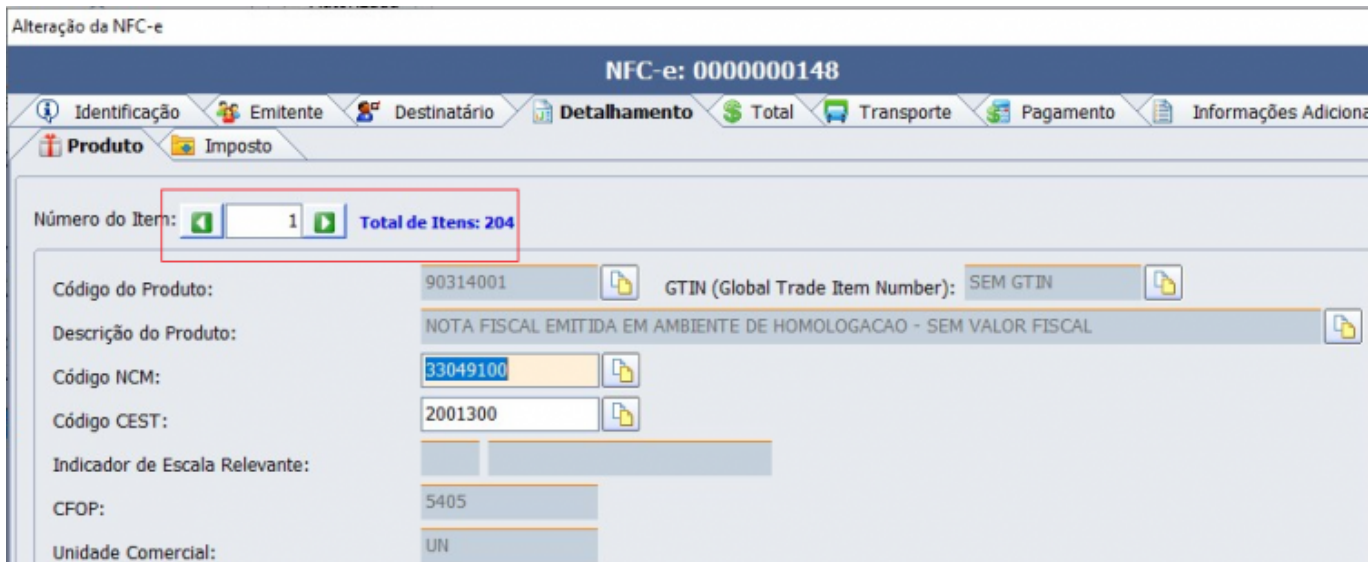 Alteração da NFC-e
NFC-e: 0000000148
Identificação Emitente Destinatário Detalhamento Total Transporte Pagamento Informações Adiciona
Produto Imposto
Número do Item: 1 Total de Itens: 204
Código do Produto: 90314001 GTIN (Global Trade Item Number): SEM GTIN
Descrição do Produto: NOTA FISCAL EMITIDA EM AMBIENTE DE HOMOLOGACAO - SEM VALOR FISCAL
Código NCM: 33049100
Código CEST: 2001300
Indicador de Escala Relevante:
CFOP: 5405
Unidade Comercial: UN